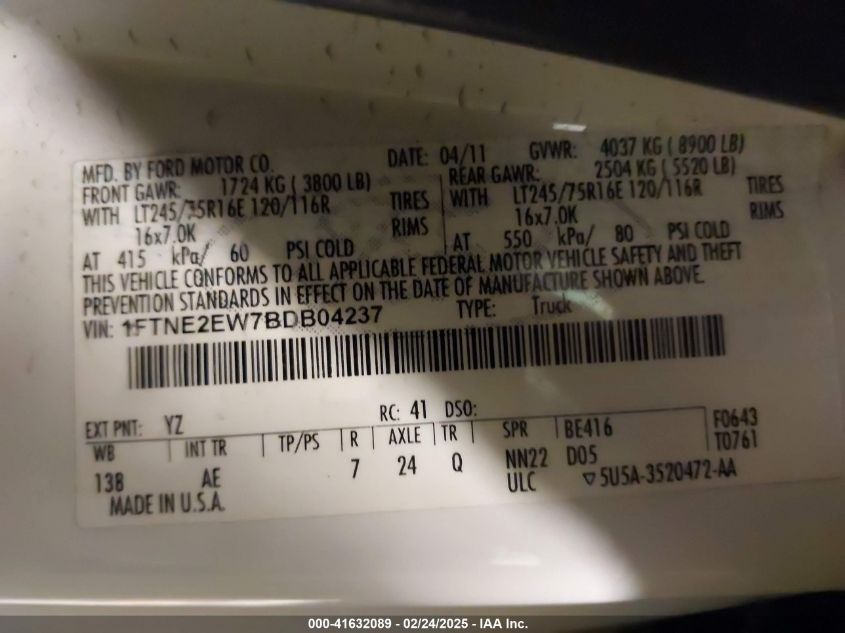 MFD. BY FORD MOTOR CO. DATE: 04/11 GVWR: 4037 KG ( 8900 LB)
FRONT GAWR: 1724 KG ( 3800 LB) REAR GAWR: 2504 KG ( 5520 LB)
WITH LT245/75R16E 120/116R TIRES WITH LT245/75R16E 120/116R TIRES
16x7.0K RIMS 16x7.0K RIMS
AT 415 kPa/ 60 PSI COLD AT 550 kPa/ 80 PSI COLD
THIS VEHICLE CONFORMS TO ALL APPLICABLE FEDERAL MOTOR VEHICLE SAFETY AND THEFT
PREVENTION STANDARDS IN EFFECT ON THE DATE OF MANUFACTURE SHOWN ABOVE.
VIN: 1FTNE2EW7BDB04237 TYPE: Truck
EXT PNT: YZ RC: 41 DSO:
WB INT TR TP/PS R AXLE TR SPR BE416 F0643
138 AE 7 24 Q NN22 D05 T0761
ULC 5U5A-3520472-AA
MADE IN U.S.A.
000-41632089 - 02/24/2025 - IAA Inc.